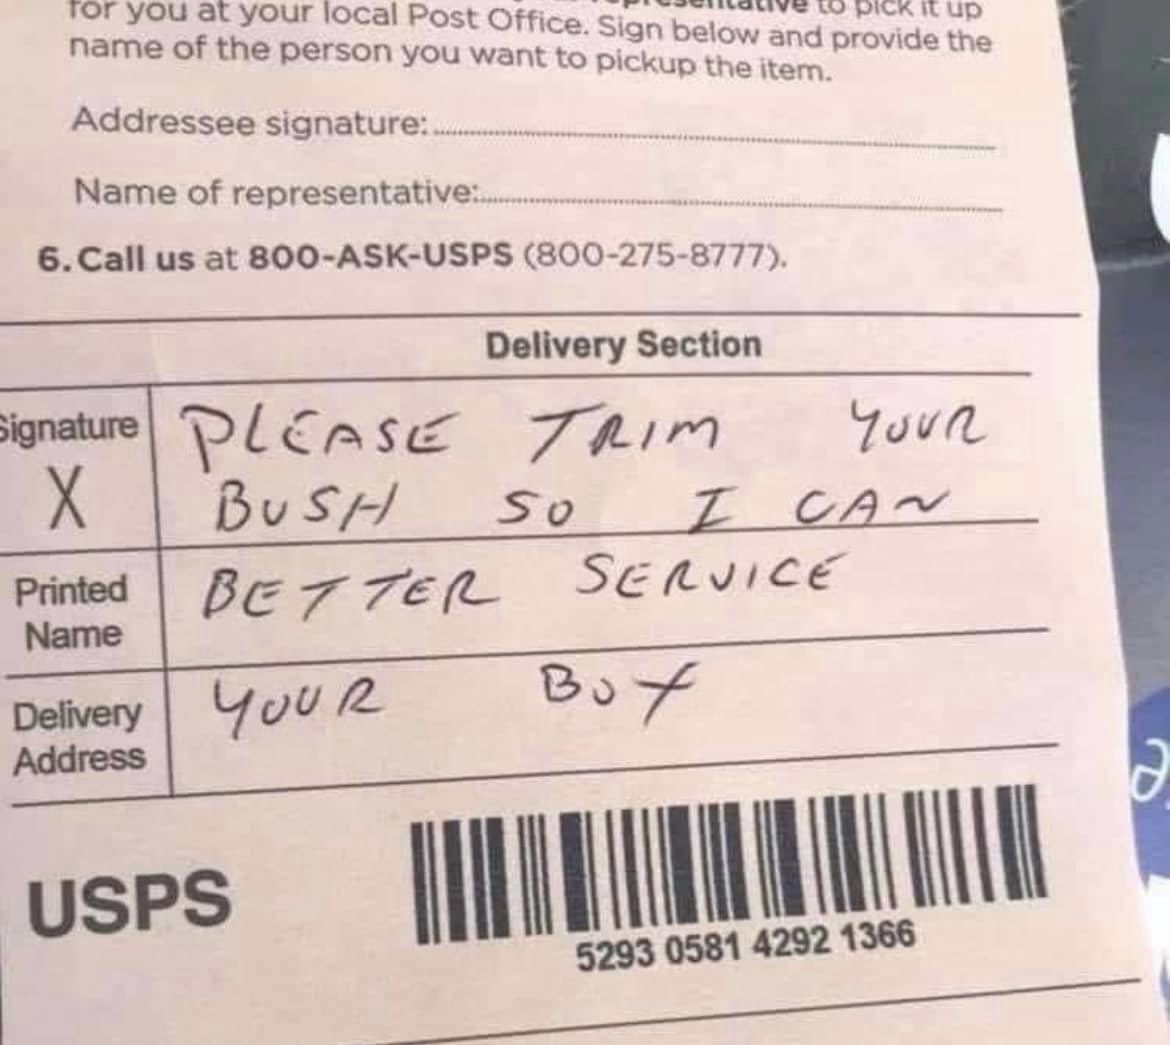 for you at your local Post Office. Sign below and provide the
name of the person you want to pickup the item.
Addressee signature:
Name of representative:
6. Call us at 800-ASK-USPS (800-275-8777).
Delivery Section
Signature
X
PLEASE TRIM YOUR
BUSH SO I CAN
Printed
Name
BETTER SERVICE
Delivery
Address
YOUR BOX
USPS
5293 0581 4292 1366